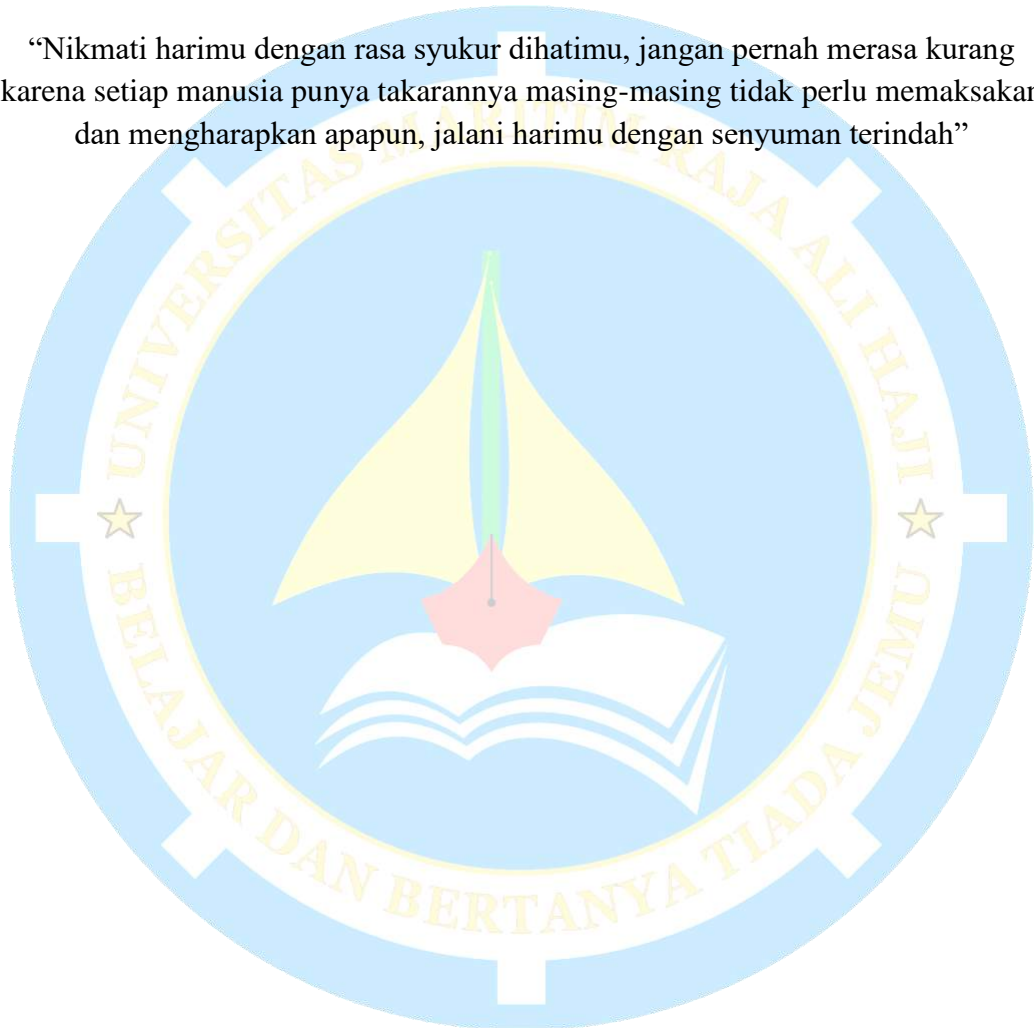 “Nikmati harimu dengan rasa syukur dihatimu, jangan pernah merasa kurang
karena setiap manusia punya takarannya masing-masing tidak perlu memaksakan
dan mengharapkan apapun, jalani harimu dengan senyuman terindah”
UNIVERSITAS MARITIM RAJA ALI HAJI
BELAJAR DAN BERTANYA TIADA JEMU